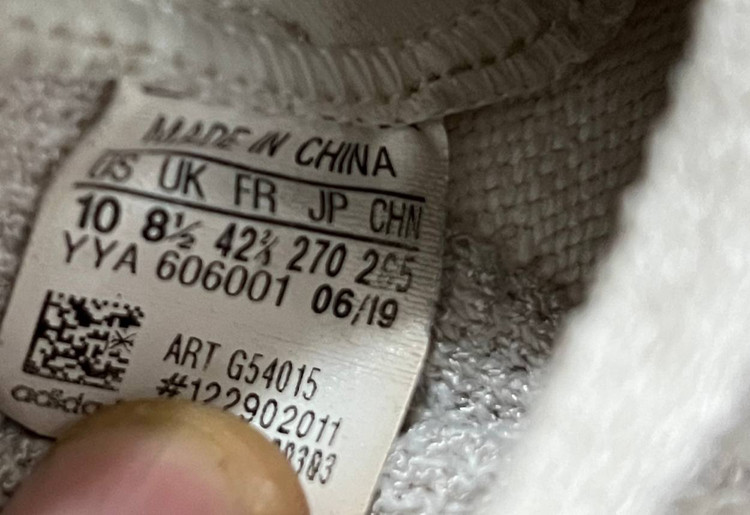 MADE IN CHINA
US UK FR JP CHN
10 8½ 42⅔ 270 265
YYA 606001 06/19
ART G54015
#122902011